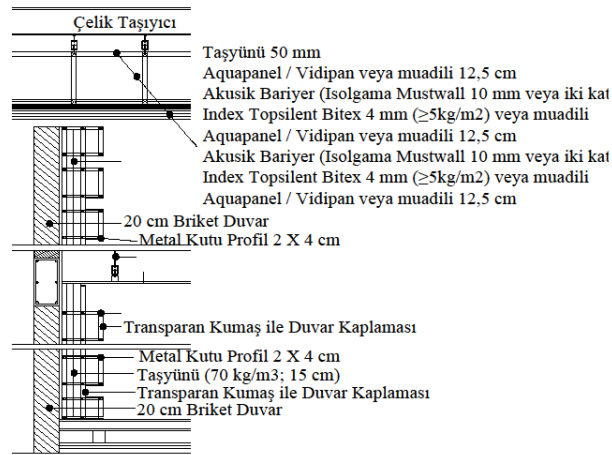 Çelik Taşıyıcı
Taşyünü 50 mm
Aquapanel / Vidipan veya muadili 12,5 cm
Akusik Bariyer (Isolgama Mustwall 10 mm veya iki kat
Index Topsilent Bitex 4 mm (≥5kg/m2) veya muadili
Aquapanel / Vidipan veya muadili 12,5 cm
Akusik Bariyer (Isolgama Mustwall 10 mm veya iki kat
Index Topsilent Bitex 4 mm (≥5kg/m2) veya muadili
Aquapanel / Vidipan veya muadili 12,5 cm
20 cm Briket Duvar
Metal Kutu Profil 2 X 4 cm
Transparan Kumaş ile Duvar Kaplaması
Metal Kutu Profil 2 X 4 cm
Taşyünü (70 kg/m3; 15 cm)
Transparan Kumaş ile Duvar Kaplaması
20 cm Briket Duvar